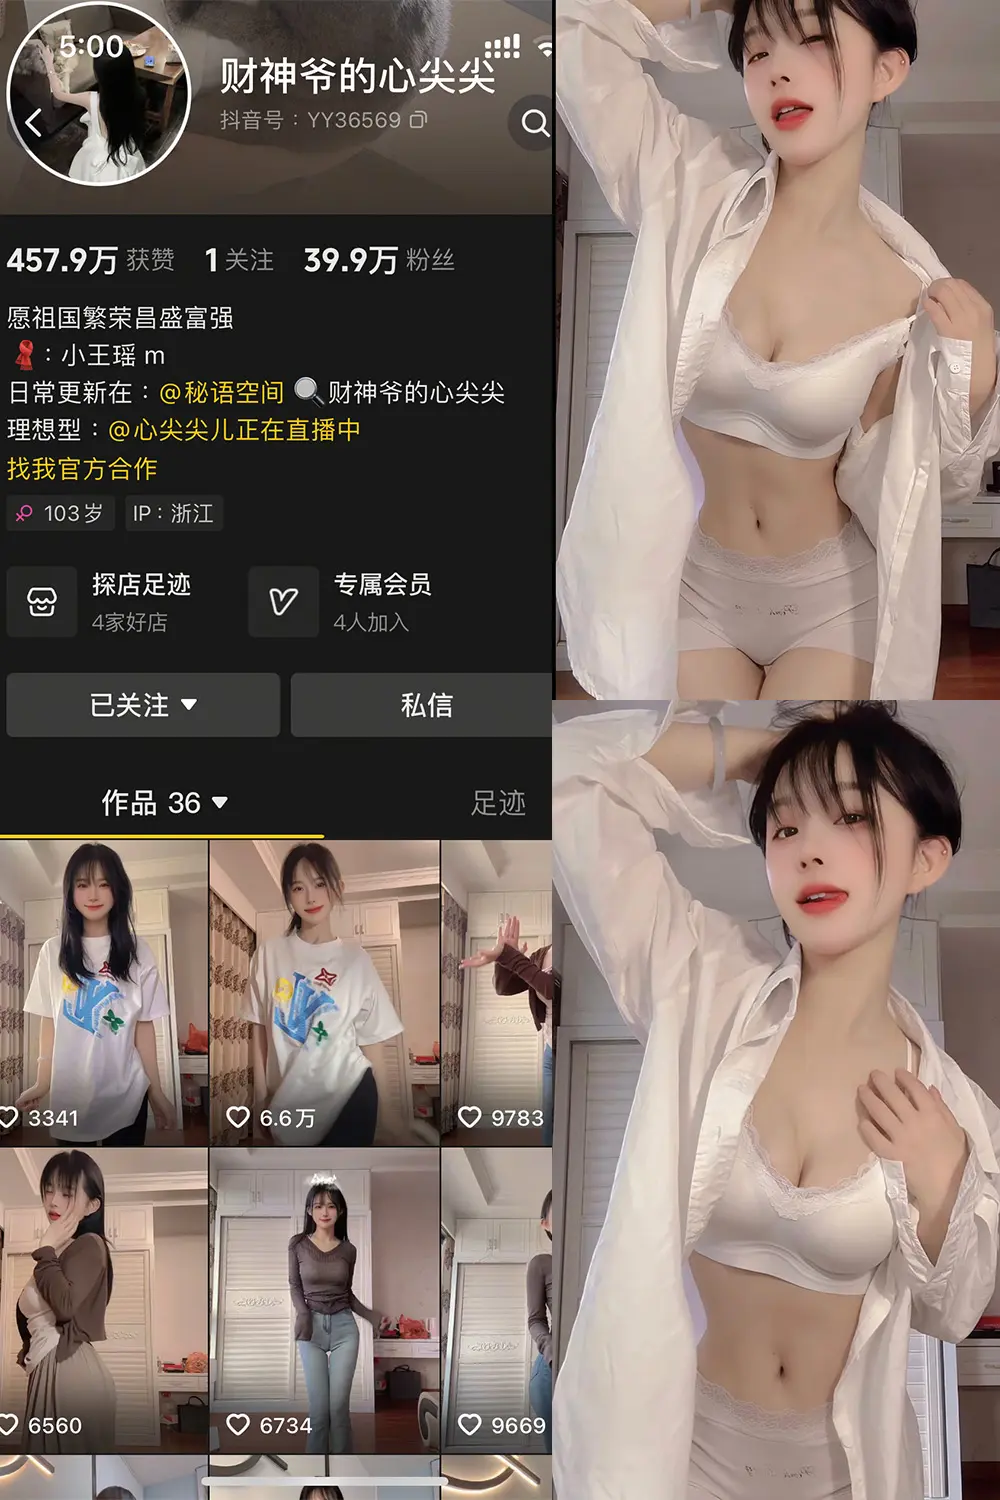 5:00
财神爷的心尖尖
抖音号：YY36569
457.9万 获赞 1 关注 39.9万 粉丝
愿祖国繁荣昌盛富强
：小王瑶 m
日常更新在：@秘语空间 财神爷的心尖尖
理想型：@心尖尖儿正在直播中
找我官方合作
103岁 IP：浙江
探店足迹 专属会员
4家好店 4人加入
已关注 私信
作品 36 足迹
3341 6.6万 9783
6560 6734 9669